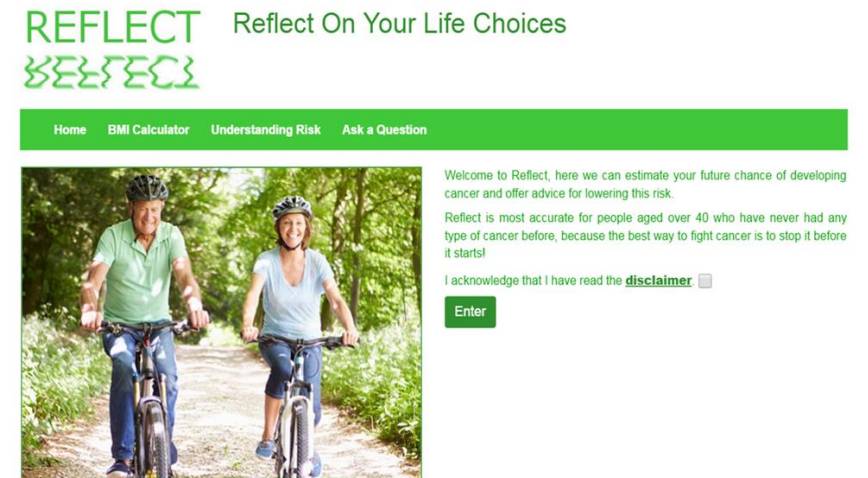 REFLECT
Reflect On Your Life Choices
REFLECT
Home BMI Calculator Understanding Risk Ask a Question
Welcome to Reflect, here we can estimate your future chance of developing
cancer and offer advice for lowering this risk.
Reflect is most accurate for people aged over 40 who have never had any
type of cancer before, because the best way to fight cancer is to stop it before
it starts!
I acknowledge that I have read the disclaimer.
Enter